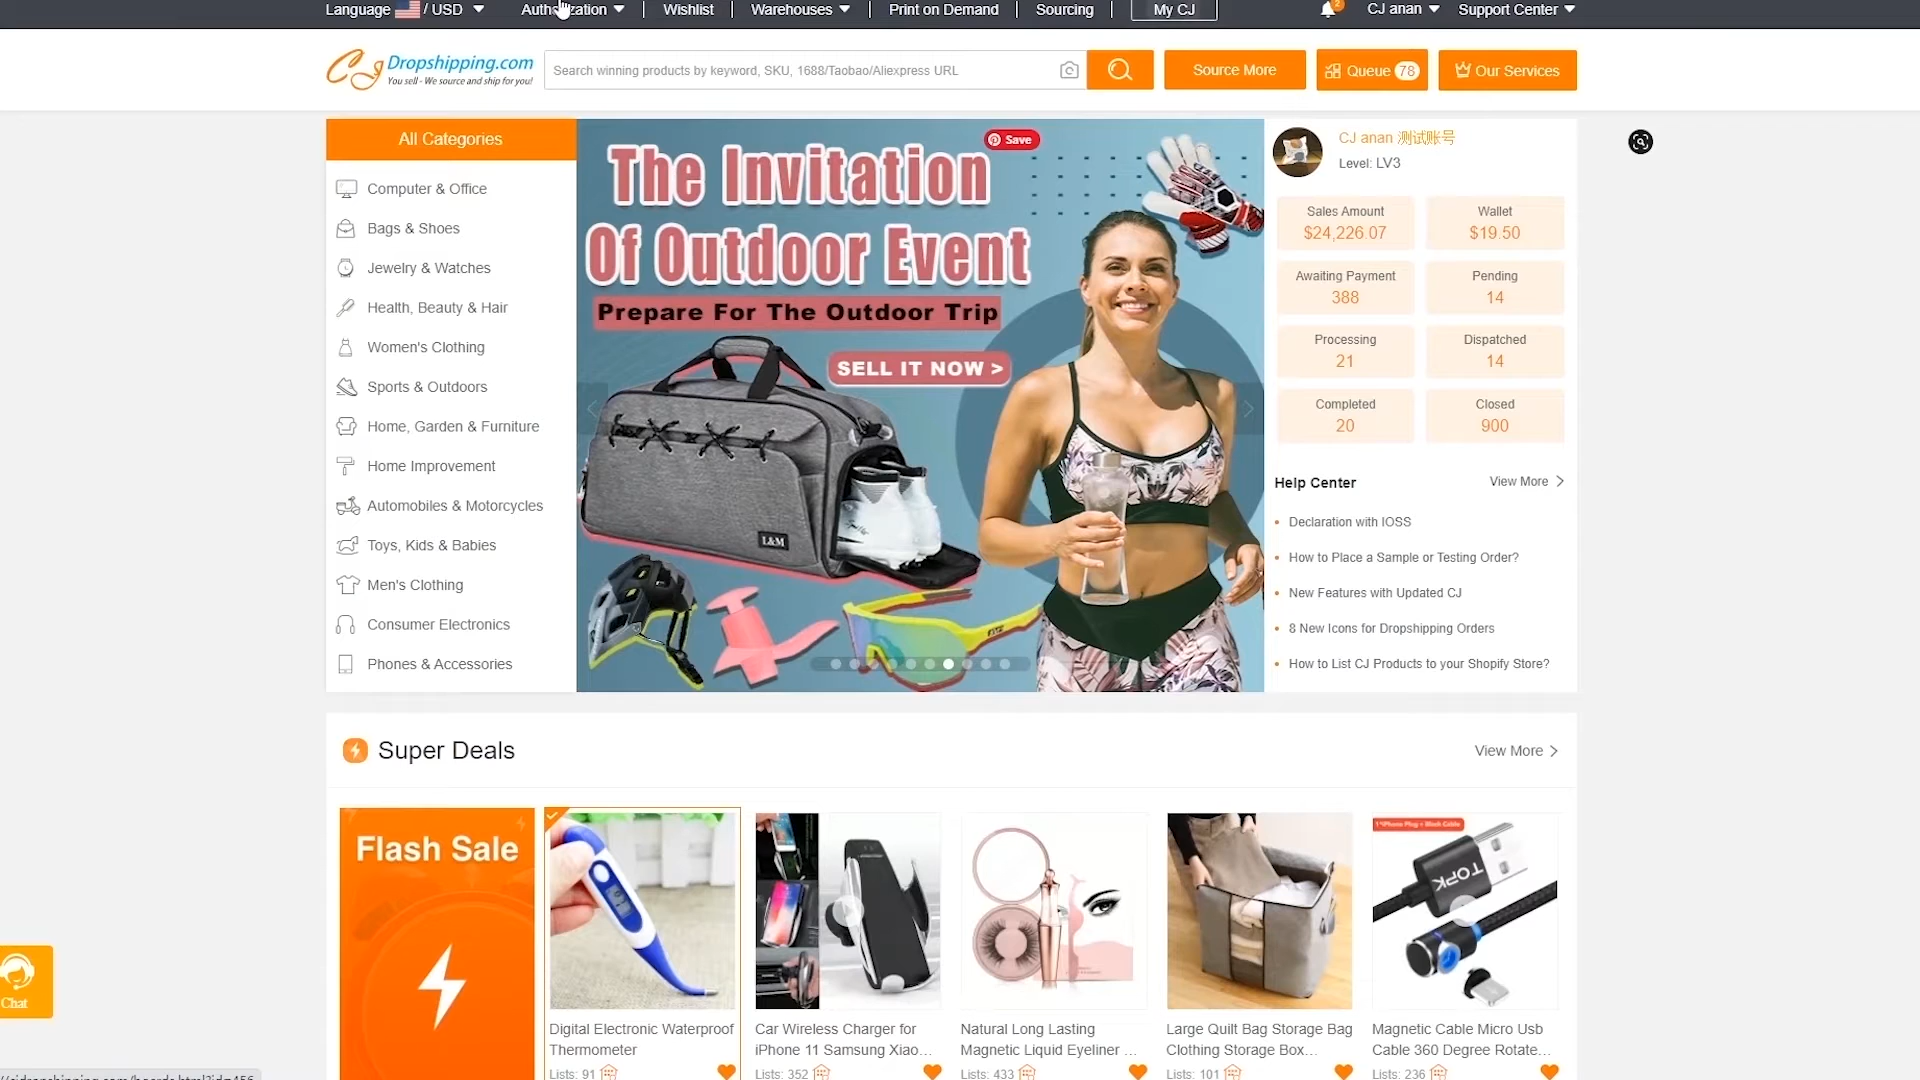 Language / USD
Authorization
Wishlist
Warehouses
Print on Demand
Sourcing
My CJ
2
CJ anan
Support Center
CJ Dropshipping.com
You sell - We source and ship for you!
Search winning products by keyword, SKU, 1688/Taobao/Aliexpress URL
Source More
Queue 78
Our Services
All Categories
Computer & Office
Bags & Shoes
Jewelry & Watches
Health, Beauty & Hair
Women's Clothing
Sports & Outdoors
Home, Garden & Furniture
Home Improvement
Automobiles & Motorcycles
Toys, Kids & Babies
Men's Clothing
Consumer Electronics
Phones & Accessories
Save
The Invitation
Of Outdoor Event
Prepare For The Outdoor Trip
SELL IT NOW >
L&M
CJ anan 测试账号
Level: LV3
Sales Amount
$24,226.07
Wallet
$19.50
Awaiting Payment
388
Pending
14
Processing
21
Dispatched
14
Completed
20
Closed
900
Help Center
View More >
Declaration with IOSS
How to Place a Sample or Testing Order?
New Features with Updated CJ
8 New Icons for Dropshipping Orders
How to List CJ Products to your Shopify Store?
Super Deals
View More >
Flash Sale
TOPK
Digital Electronic Waterproof
Thermometer
Lists: 91
Car Wireless Charger for
iPhone 11 Samsung Xiao...
Lists: 352
Natural Long Lasting
Magnetic Liquid Eyeliner ...
Lists: 433
Large Quilt Bag Storage Bag
Clothing Storage Box...
Lists: 101
Magnetic Cable Micro Usb
Cable 360 Degree Rotate...
Lists: 236
Chat